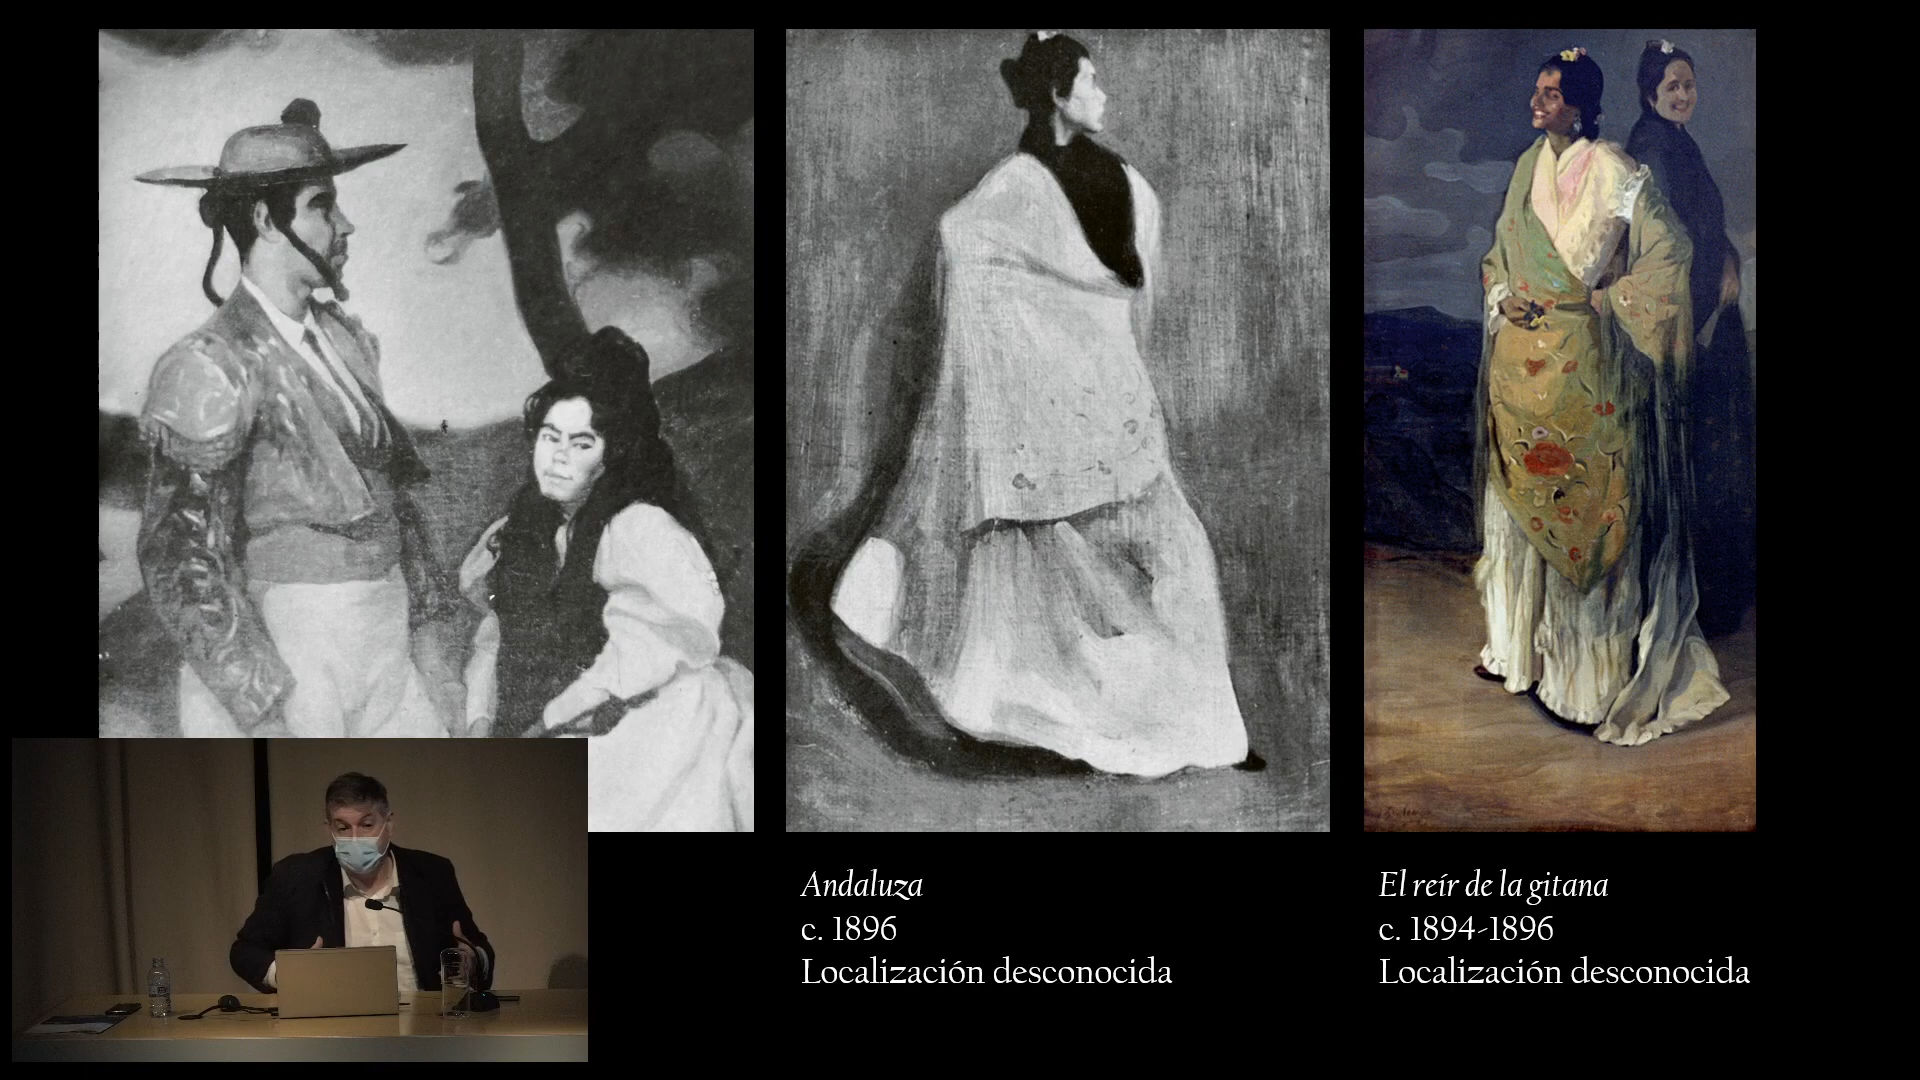 Andaluza
c. 1896
Localización desconocida
El reír de la gitana
c. 1894-1896
Localización desconocida